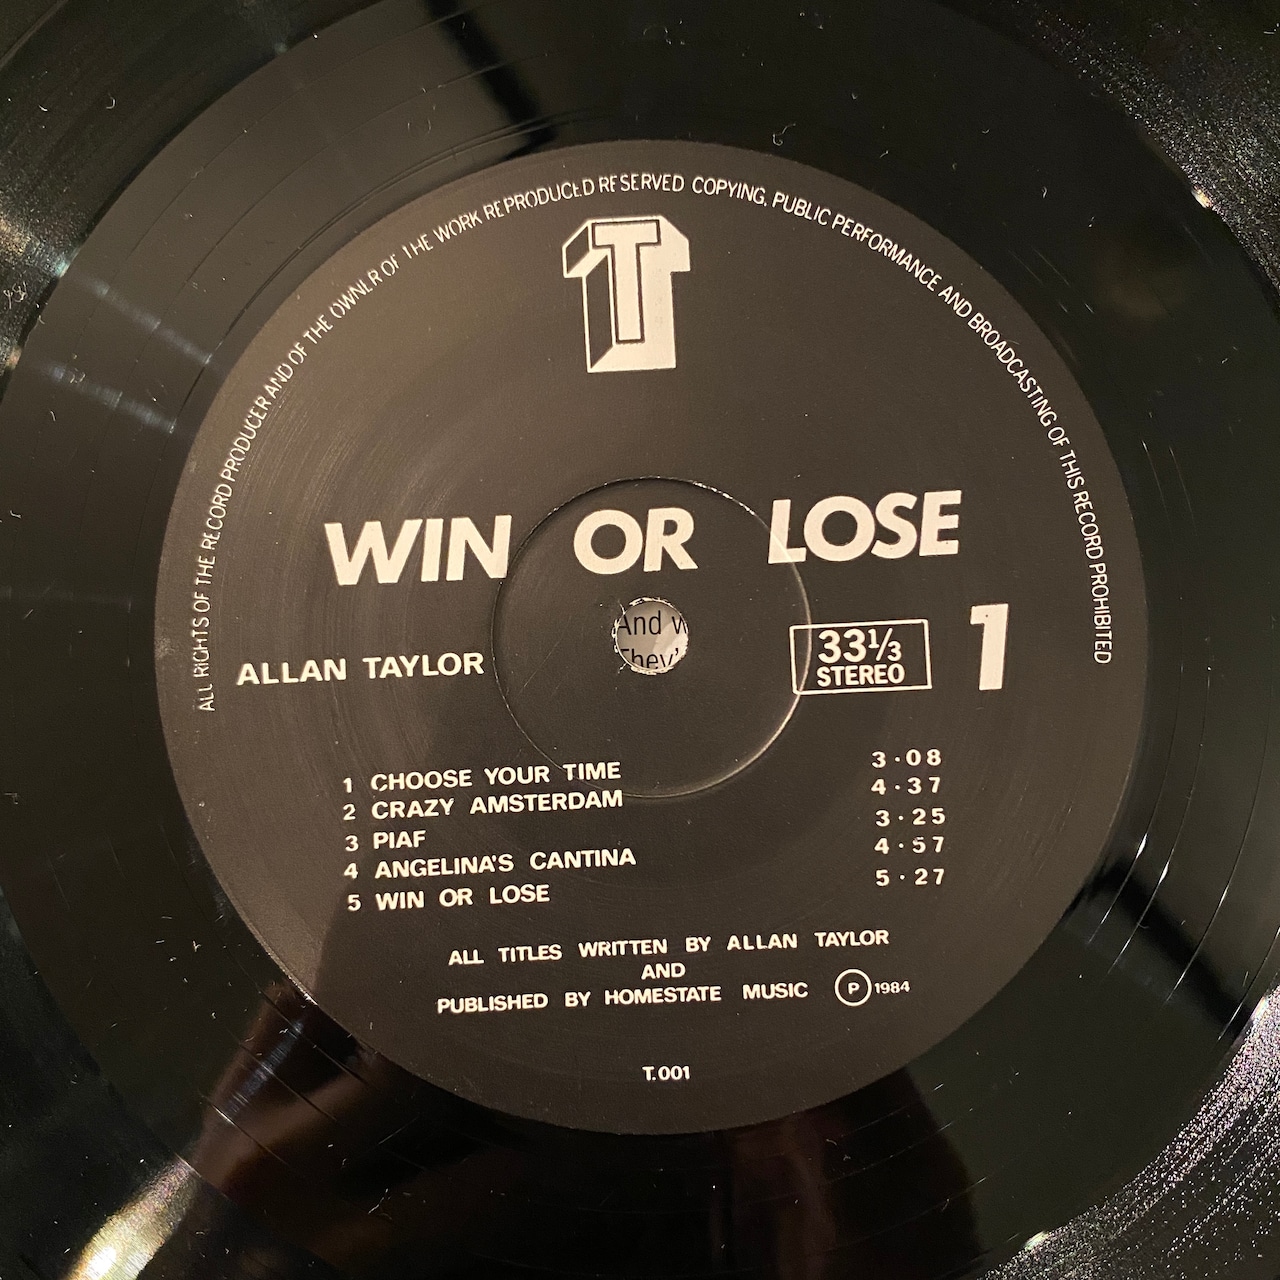 ALL RIGHTS OF THE RECORD PRODUCER AND OF THE OWNER OF THE WORK REPRODUCED RESERVED COPYING, PUBLIC PERFORMANCE AND BROADCASTING OF THIS RECORD PROHIBITED
T
WIN OR LOSE
And
They'
ALLAN TAYLOR
33⅓
STEREO
1
1 CHOOSE YOUR TIME 3·08
2 CRAZY AMSTERDAM 4·37
3 PIAF 3·25
4 ANGELINA'S CANTINA 4·57
5 WIN OR LOSE 5·27
ALL TITLES WRITTEN BY ALLAN TAYLOR
AND
PUBLISHED BY HOMESTATE MUSIC Ⓟ 1984
T.001